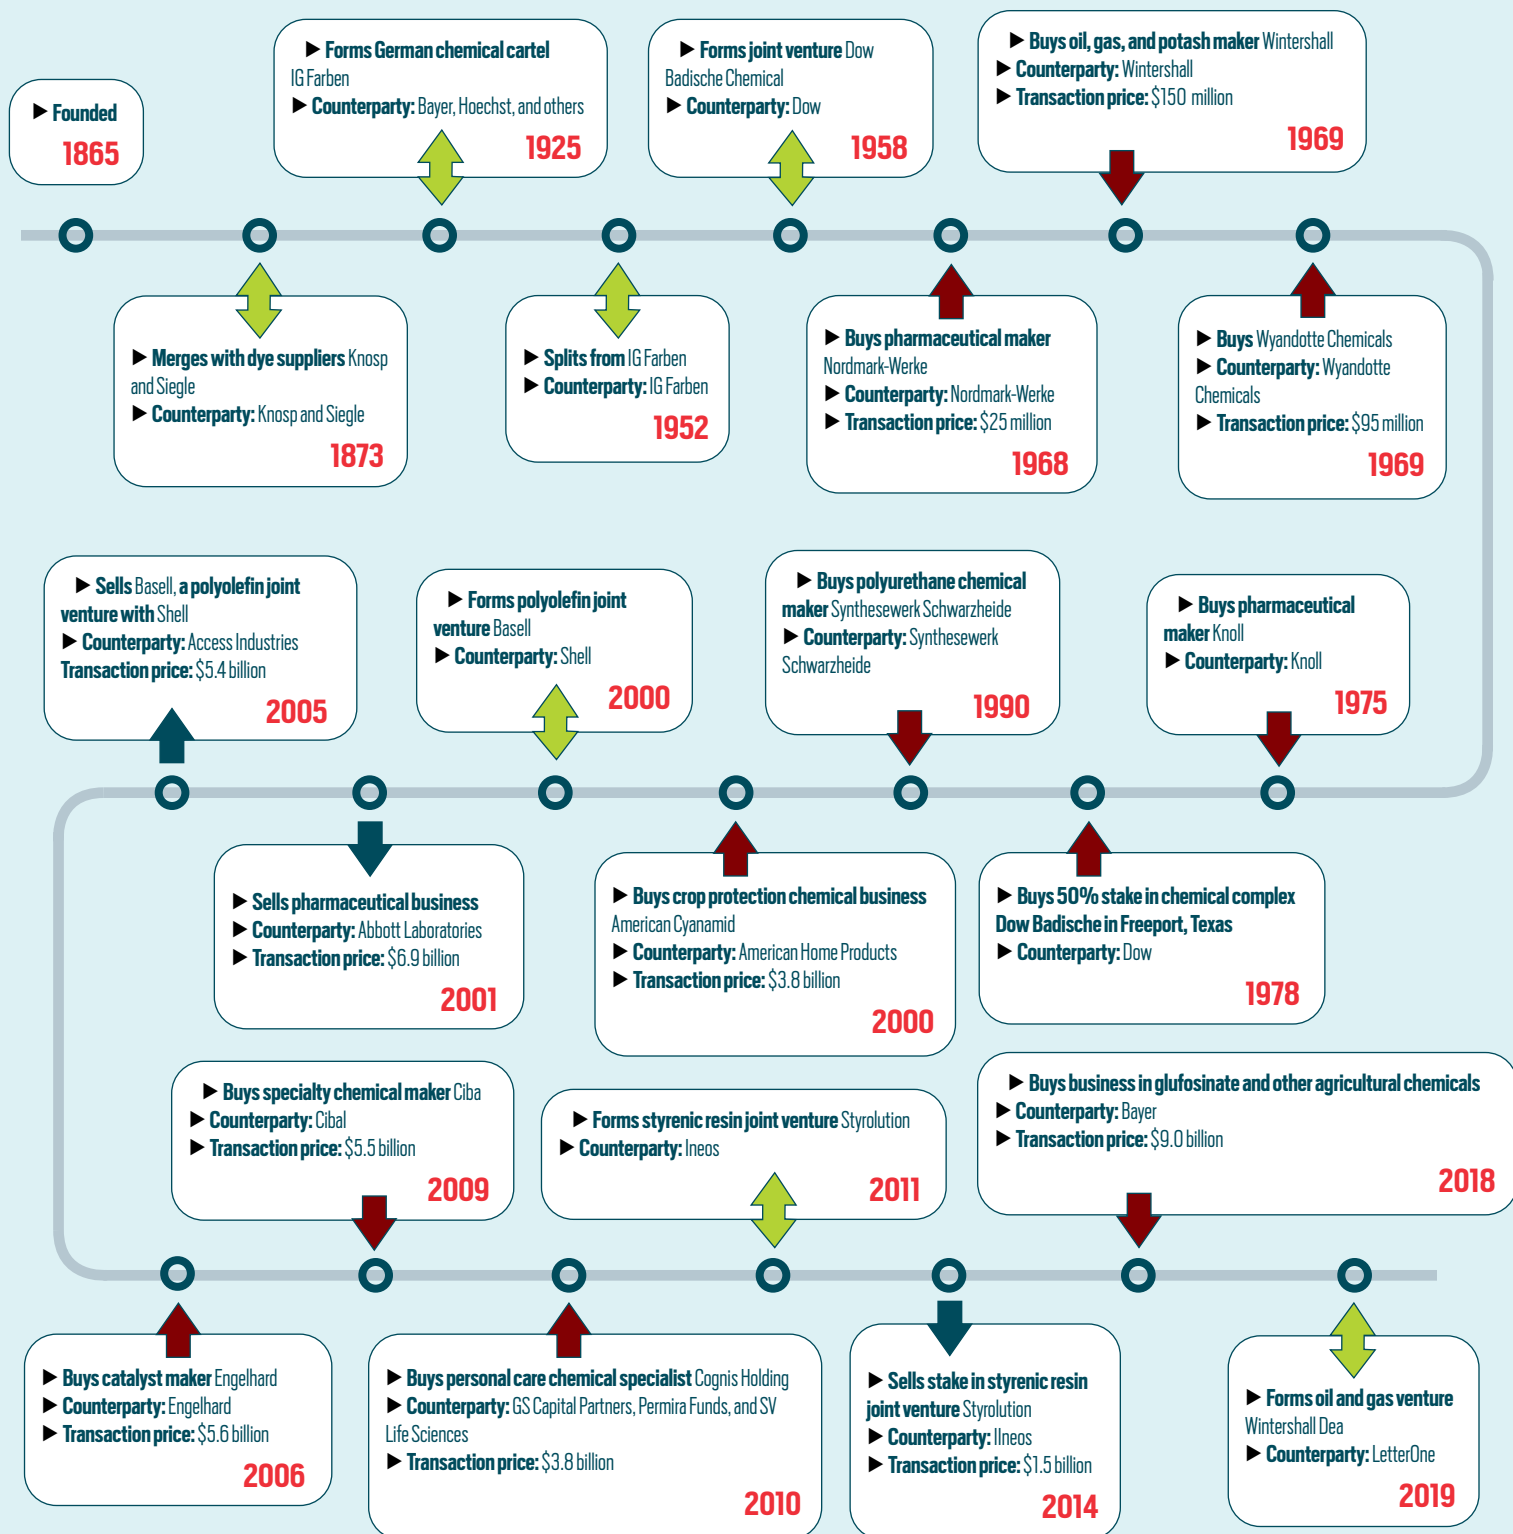 ► Founded
1865
► Merges with dye suppliers Knosp
and Siegle
► Counterparty: Knosp and Siegle
1873
► Forms German chemical cartel
IG Farben
► Counterparty: Bayer, Hoechst, and others
1925
► Splits from IG Farben
► Counterparty: IG Farben
1952
► Forms joint venture Dow
Badische Chemical
► Counterparty: Dow
1958
► Buys pharmaceutical maker
Nordmark-Werke
► Counterparty: Nordmark-Werke
► Transaction price: $25 million
1968
► Buys oil, gas, and potash maker Wintershall
► Counterparty: Wintershall
► Transaction price: $150 million
1969
► Buys Wyandotte Chemicals
► Counterparty: Wyandotte
Chemicals
► Transaction price: $95 million
1969
► Buys pharmaceutical
maker Knoll
► Counterparty: Knoll
1975
► Buys 50% stake in chemical complex
Dow Badische in Freeport, Texas
► Counterparty: Dow
1978
► Buys polyurethane chemical
maker Synthesewerk Schwarzheide
► Counterparty: Synthesewerk
Schwarzheide
1990
► Buys crop protection chemical business
American Cyanamid
► Counterparty: American Home Products
► Transaction price: $3.8 billion
2000
► Forms polyolefin joint
venture Basell
► Counterparty: Shell
2000
► Sells pharmaceutical business
► Counterparty: Abbott Laboratories
► Transaction price: $6.9 billion
2001
► Sells Basell, a polyolefin joint
venture with Shell
► Counterparty: Access Industries
Transaction price: $5.4 billion
2005
► Buys catalyst maker Engelhard
► Counterparty: Engelhard
► Transaction price: $5.6 billion
2006
► Buys specialty chemical maker Ciba
► Counterparty: Cibal
► Transaction price: $5.5 billion
2009
► Buys personal care chemical specialist Cognis Holding
► Counterparty: GS Capital Partners, Permira Funds, and SV
Life Sciences
► Transaction price: $3.8 billion
2010
► Forms styrenic resin joint venture Styrolution
► Counterparty: Ineos
2011
► Sells stake in styrenic resin
joint venture Styrolution
► Counterparty: IIneos
► Transaction price: $1.5 billion
2014
► Buys business in glufosinate and other agricultural chemicals
► Counterparty: Bayer
► Transaction price: $9.0 billion
2018
► Forms oil and gas venture
Wintershall Dea
► Counterparty: LetterOne
2019